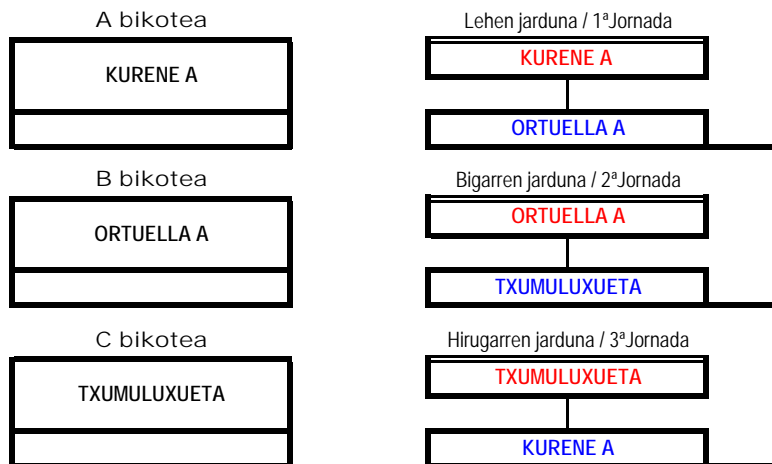 A bikotea
KURENE A
Lehen jarduna / 1ªJornada
KURENE A
ORTUELLA A
B bikotea
ORTUELLA A
Bigarren jarduna / 2ªJornada
ORTUELLA A
TXUMULUXUETA
C bikotea
TXUMULUXUETA
Hirugarren jarduna / 3ªJornada
TXUMULUXUETA
KURENE A